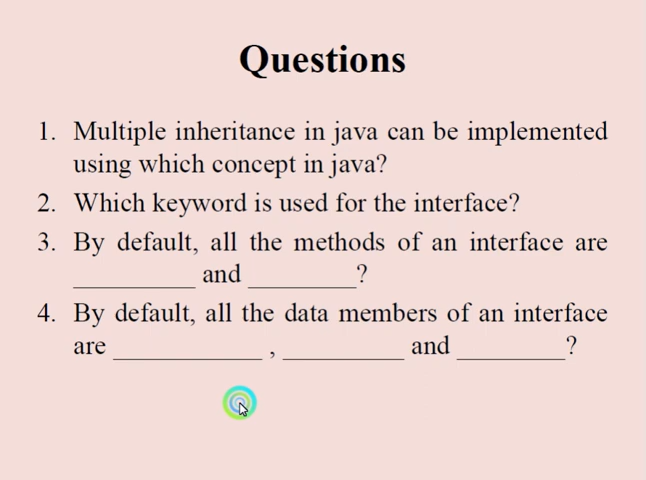 Questions
1. Multiple inheritance in java can be implemented
using which concept in java?
2. Which keyword is used for the interface?
3. By default, all the methods of an interface are
__________ and _________?
4. By default, all the data members of an interface
are ____________ , __________ and _________?